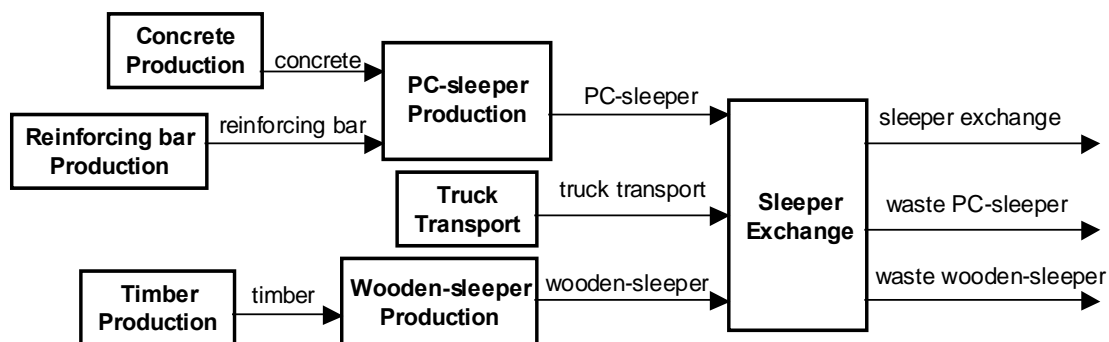 Concrete
Production
concrete
PC-sleeper
Production
PC-sleeper
sleeper exchange
Reinforcing bar
Production
reinforcing bar
Truck
Transport
truck transport
Sleeper
Exchange
waste PC-sleeper
Timber
Production
timber
Wooden-sleeper
Production
wooden-sleeper
waste wooden-sleeper